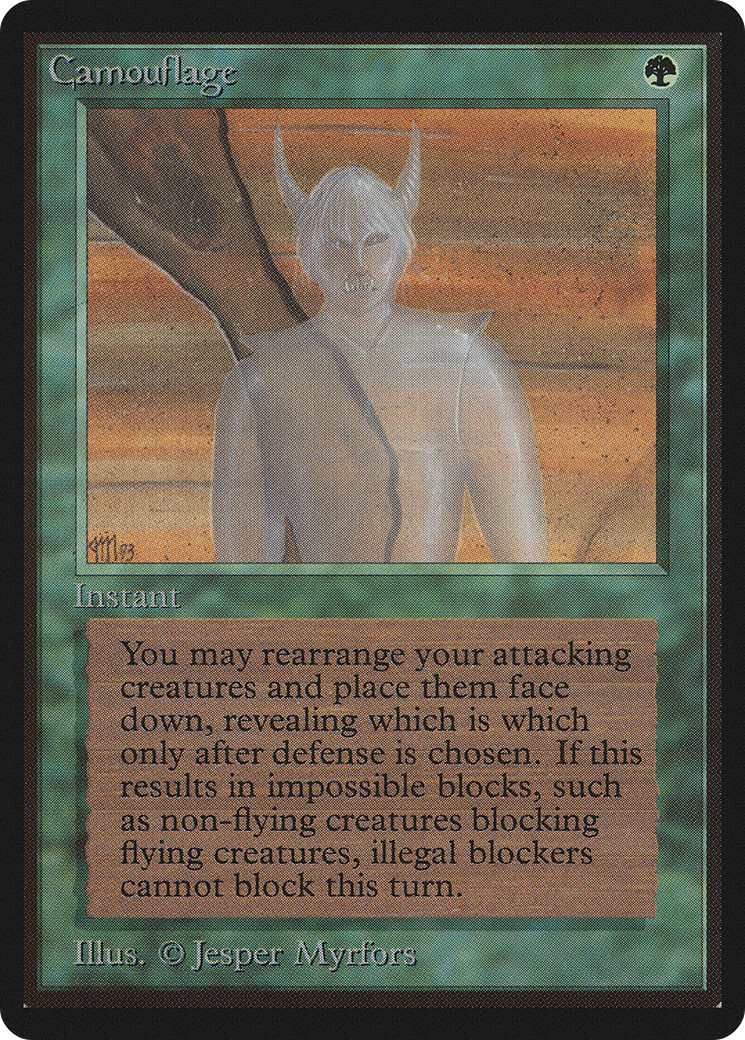 Camouflage
JM 93
Instant
You may rearrange your attacking
creatures and place them face
down, revealing which is which
only after defense is chosen. If this
results in impossible blocks, such
as non-flying creatures blocking
flying creatures, illegal blockers
cannot block this turn.
Illus. © Jesper Myrfors